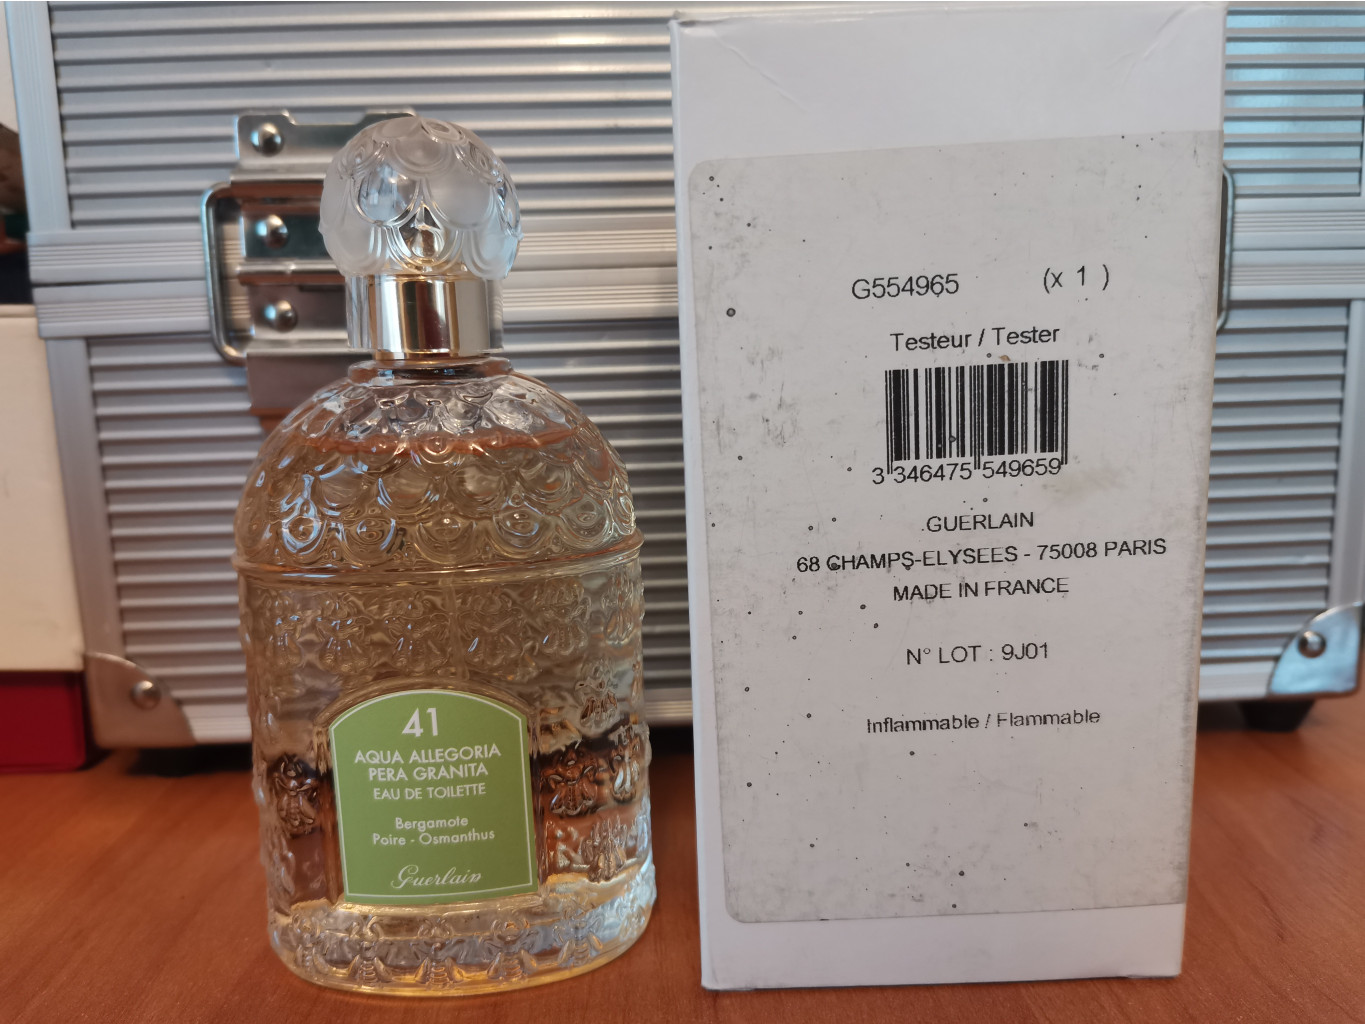 41
AQUA ALLEGORIA
PERA GRANITA
EAU DE TOILETTE
Bergamote
Poire - Osmanthus
Guerlain
G554965 (x 1 )
Testeur / Tester
3 346475 549659
GUERLAIN
68 CHAMPS-ELYSEES - 75008 PARIS
MADE IN FRANCE
N° LOT : 9J01
Inflammable / Flammable